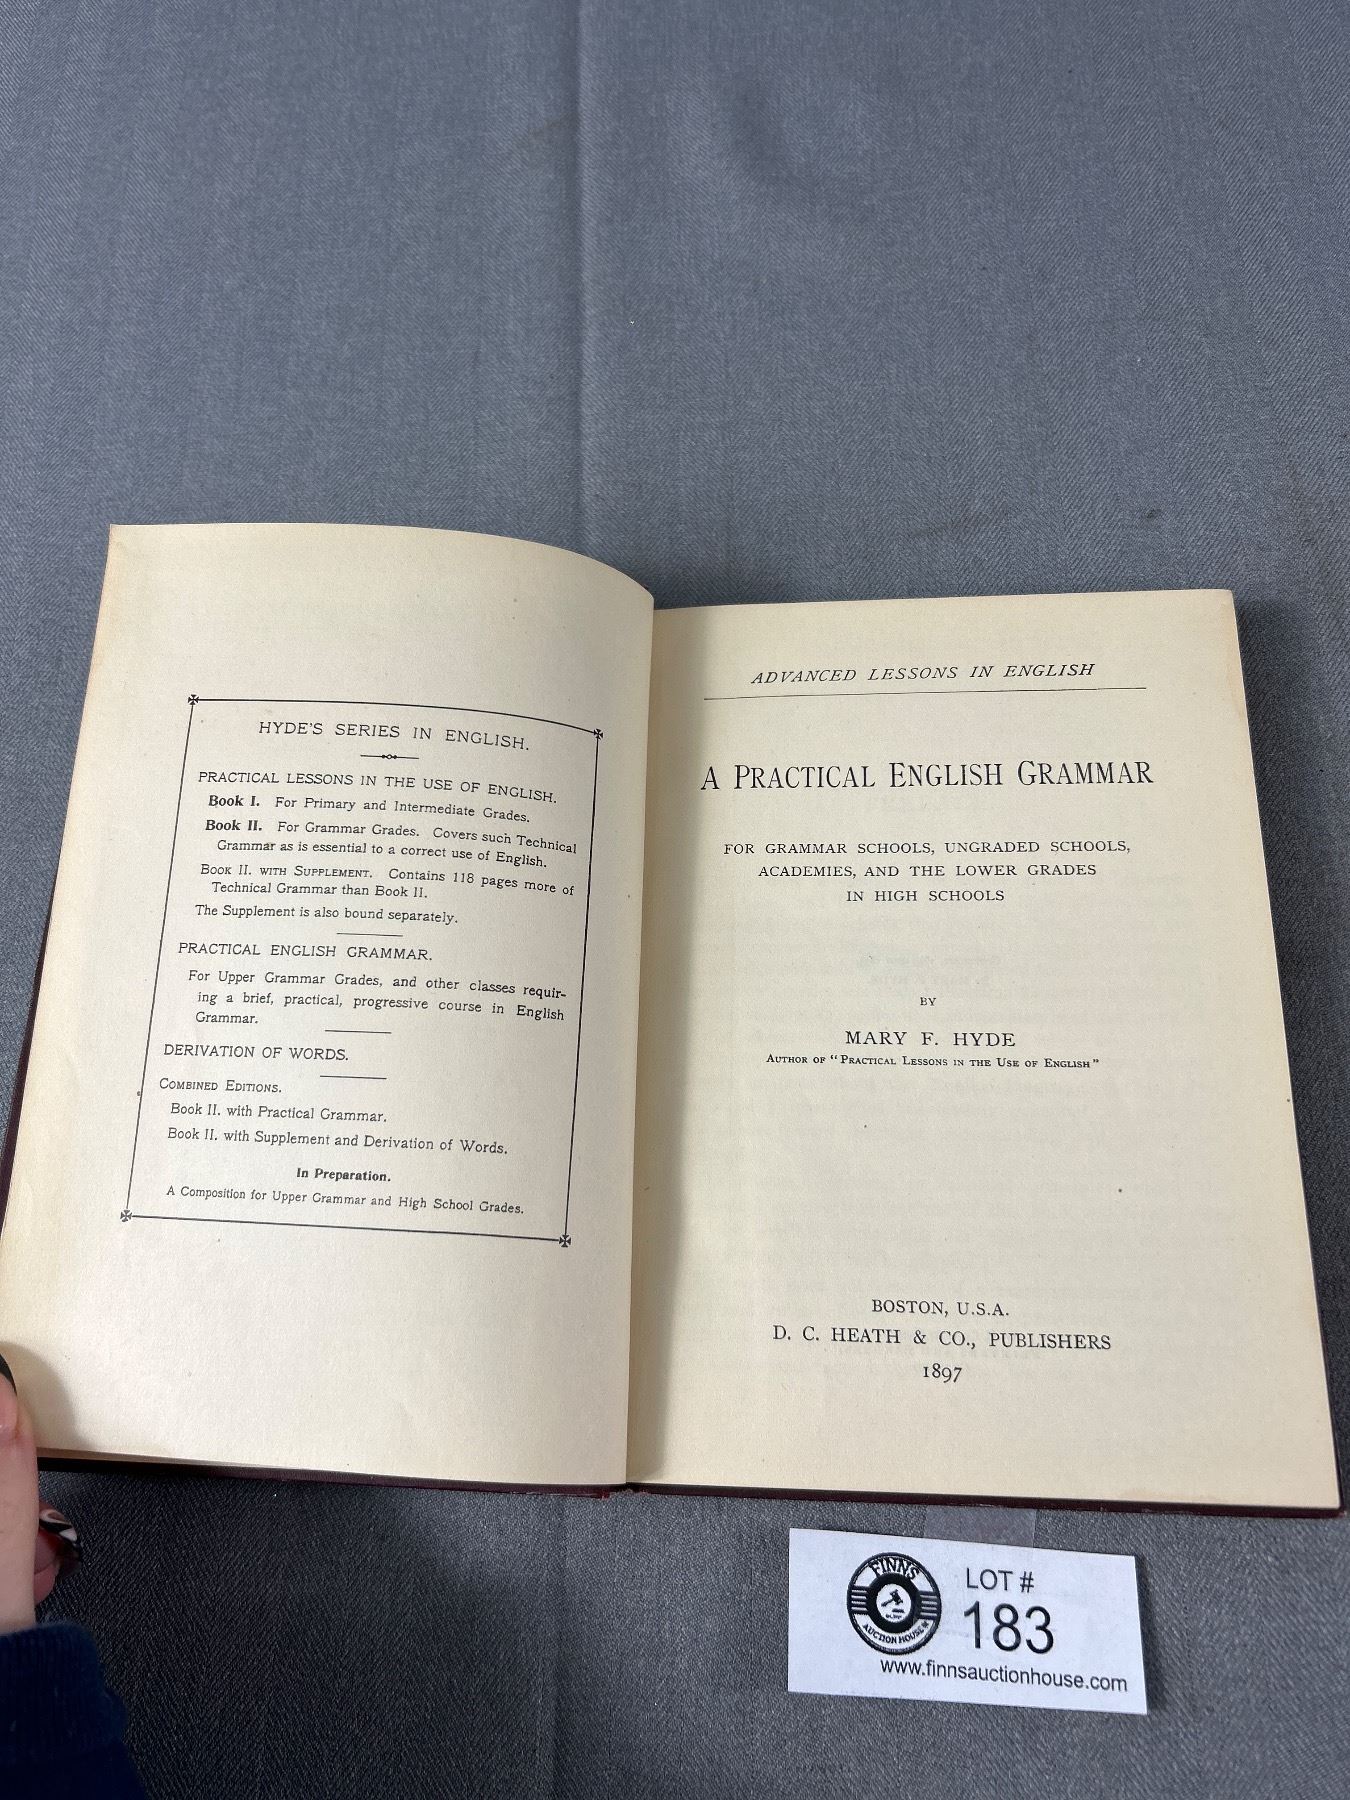 HYDE'S SERIES IN ENGLISH.
PRACTICAL LESSONS IN THE USE OF ENGLISH.
Book I. For Primary and Intermediate Grades.
Book II. For Grammar Grades. Covers such Technical
Grammar as is essential to a correct use of English.
BOOK II. WITH SUPPLEMENT. Contains 118 pages more of
Technical Grammar than Book II.
The Supplement is also bound separately.
PRACTICAL ENGLISH GRAMMAR.
For Upper Grammar Grades, and other classes requir-
ing a brief, practical, progressive course in English
Grammar.
DERIVATION OF WORDS.
COMBINED EDITIONS.
Book II. with Practical Grammar.
Book II. with Supplement and Derivation of Words.
In Preparation.
A Composition for Upper Grammar and High School Grades.
ADVANCED LESSONS IN ENGLISH
A PRACTICAL ENGLISH GRAMMAR
FOR GRAMMAR SCHOOLS, UNGRADED SCHOOLS,
ACADEMIES, AND THE LOWER GRADES
IN HIGH SCHOOLS
BY
MARY F. HYDE
AUTHOR OF "PRACTICAL LESSONS IN THE USE OF ENGLISH"
BOSTON, U.S.A.
D. C. HEATH & CO., PUBLISHERS
1897
FINNS
AUCTION HOUSE
LOT #
183
www.finnsauctionhouse.com